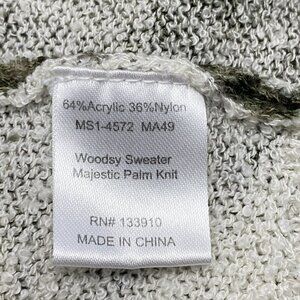 64%Acrylic 36%Nylon
MS1-4572 MA49
Woodsy Sweater
Majestic Palm Knit
RN# 133910
MADE IN CHINA